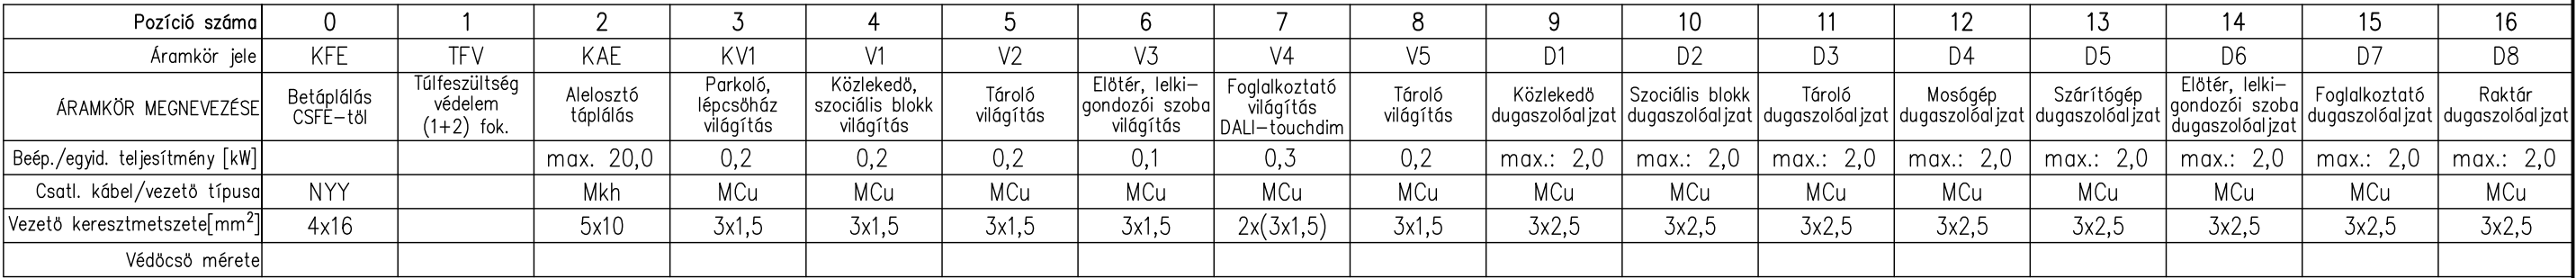 Pozíció száma 0 1 2 3 4 5 6 7 8 9 10 11 12 13 14 15 16
Áramkör jele KFE TFV KAE KV1 V1 V2 V3 V4 V5 D1 D2 D3 D4 D5 D6 D7 D8
ÁRAMKÖR MEGNEVEZÉSE
Betáplálás
CSFE-töl
Túlfeszültség
védelem
(1+2) fok.
Alelosztó
táplálás
Parkoló,
lépcsöház
világítás
Közlekedö,
szociális blokk
világítás
Tároló
világítás
Elötér, lelki-
gondozói szoba
világítás
Foglalkoztató
világítás
DALI-touchdim
Tároló
világítás
Közlekedö
dugaszolóaljzat
Szociális blokk
dugaszolóaljzat
Tároló
dugaszolóaljzat
Mosógép
dugaszolóaljzat
Szárítógép
dugaszolóaljzat
Elötér, lelki-
gondozói szoba
dugaszolóaljzat
Foglalkoztató
dugaszolóaljzat
Raktár
dugaszolóaljzat
Beép./egyid. teljesítmény [kW] max. 20,0 0,2 0,2 0,2 0,1 0,3 0,2 max.: 2,0 max.: 2,0 max.: 2,0 max.: 2,0 max.: 2,0 max.: 2,0 max.: 2,0 max.: 2,0
Csatl. kábel/vezetö típusa NYY Mkh MCu MCu MCu MCu MCu MCu MCu MCu MCu MCu MCu MCu MCu MCu
Vezetö keresztmetszete[mm²] 4x16 5x10 3x1,5 3x1,5 3x1,5 3x1,5 2x(3x1,5) 3x1,5 3x2,5 3x2,5 3x2,5 3x2,5 3x2,5 3x2,5 3x2,5 3x2,5
Védöcsö mérete